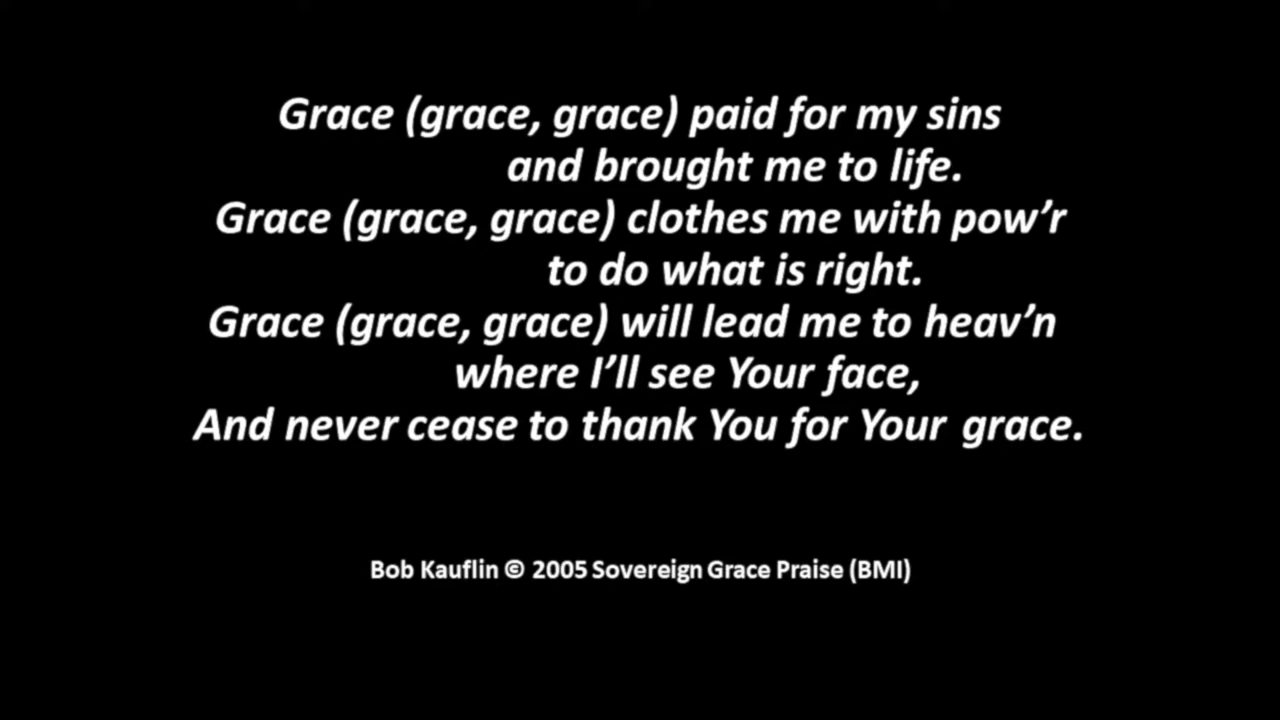 Grace (grace, grace) paid for my sins
and brought me to life.
Grace (grace, grace) clothes me with pow’r
to do what is right.
Grace (grace, grace) will lead me to heav’n
where I’ll see Your face,
And never cease to thank You for Your grace.
Bob Kauflin © 2005 Sovereign Grace Praise (BMI)